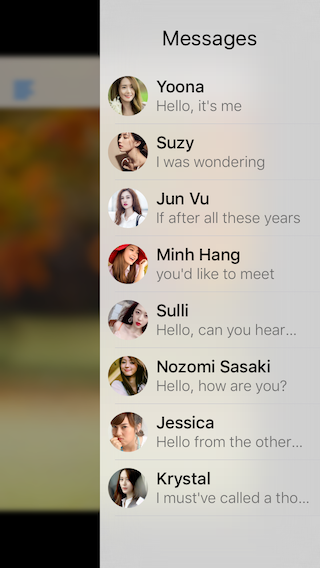 Messages
Yoona
Hello, it's me
Suzy
I was wondering
Jun Vu
If after all these years
Minh Hang
you'd like to meet
Sulli
Hello, can you hear...
Nozomi Sasaki
Hello, how are you?
Jessica
Hello from the other...
Krystal
I must've called a tho...